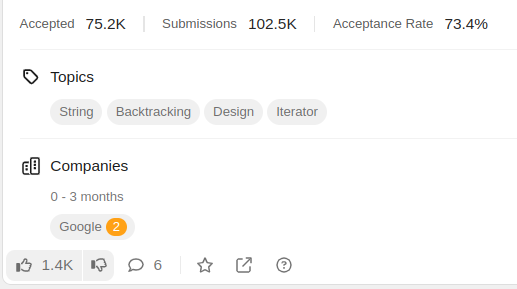 Accepted 75.2K Submissions 102.5K Acceptance Rate 73.4%
Topics
String Backtracking Design Iterator
Companies
0 - 3 months
Google 2
1.4K 6